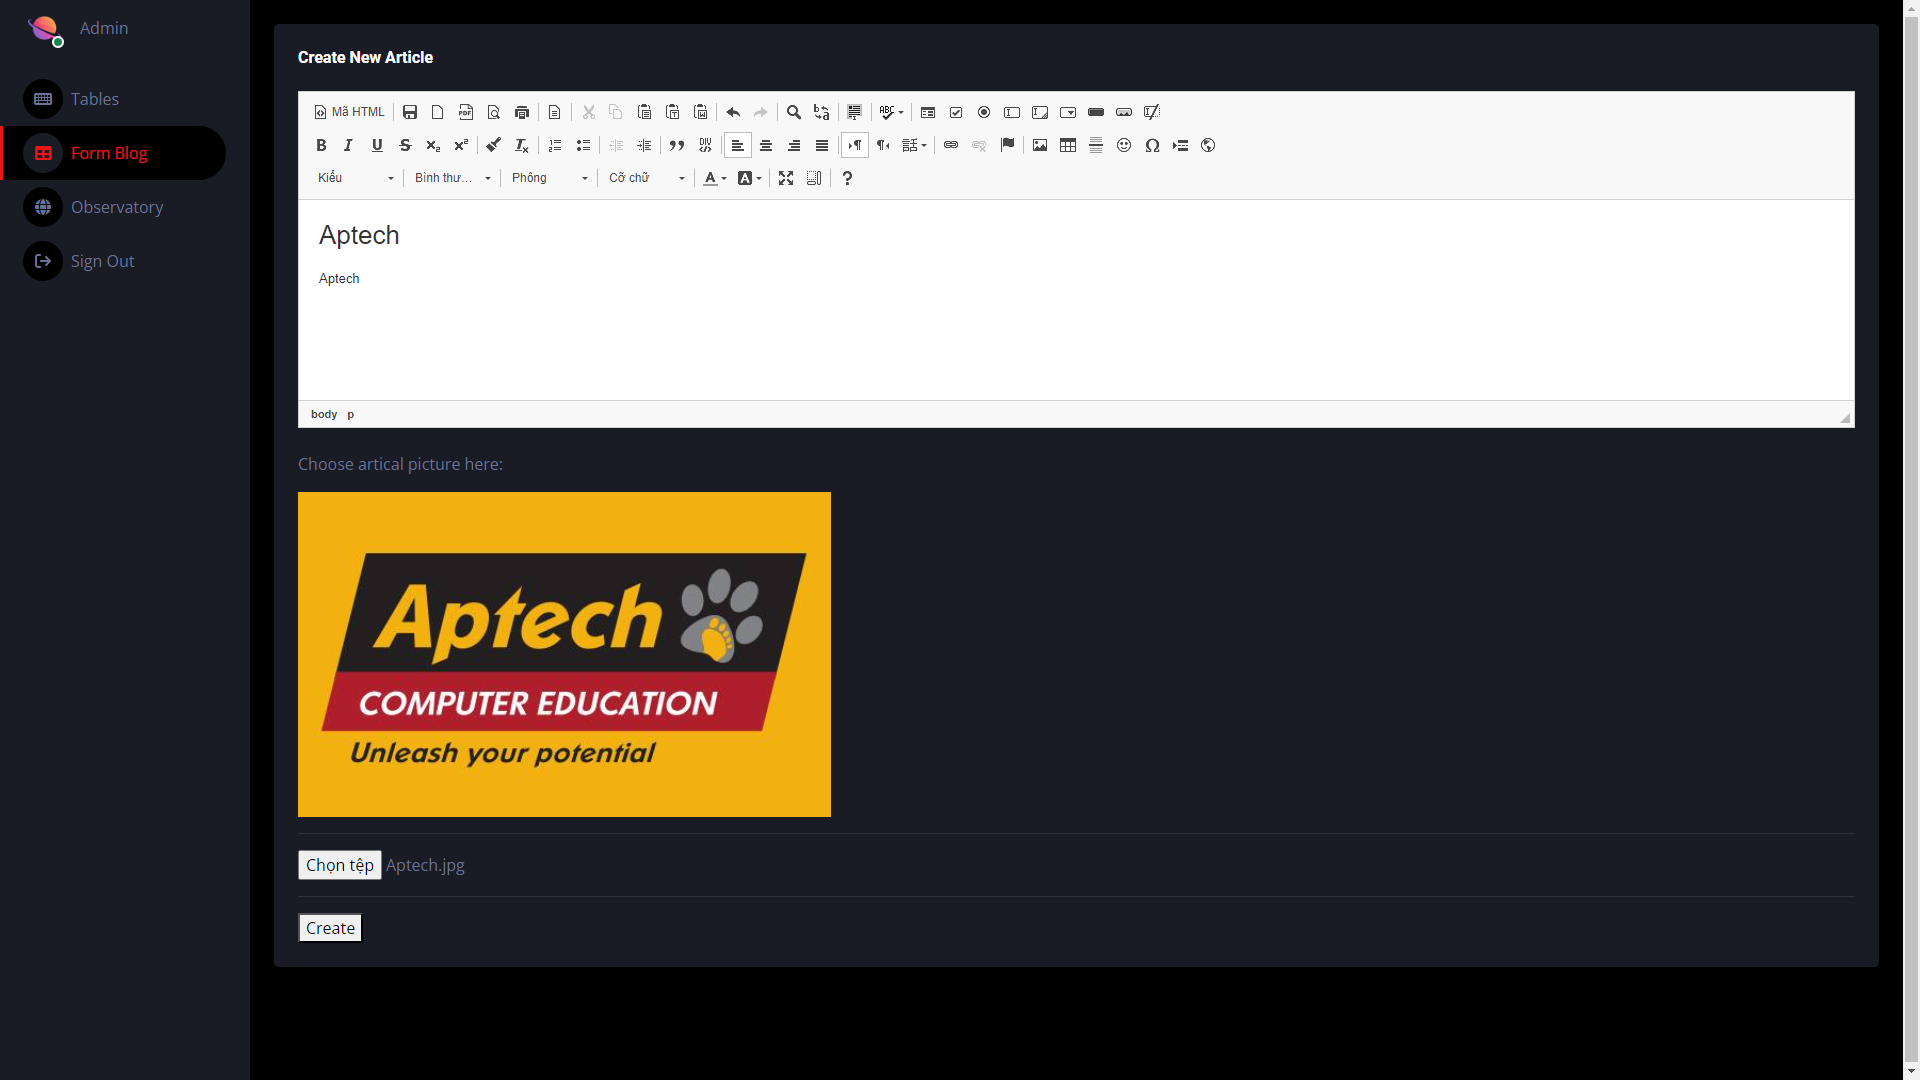 Admin
Tables
Form Blog
Observatory
Sign Out
Create New Article
Mã HTML
Kiểu
Bình thư...
Phông
Cỡ chữ
Aptech
Aptech
body p
Choose artical picture here:
Aptech
COMPUTER EDUCATION
Unleash your potential
Chọn tệp Aptech.jpg
Create